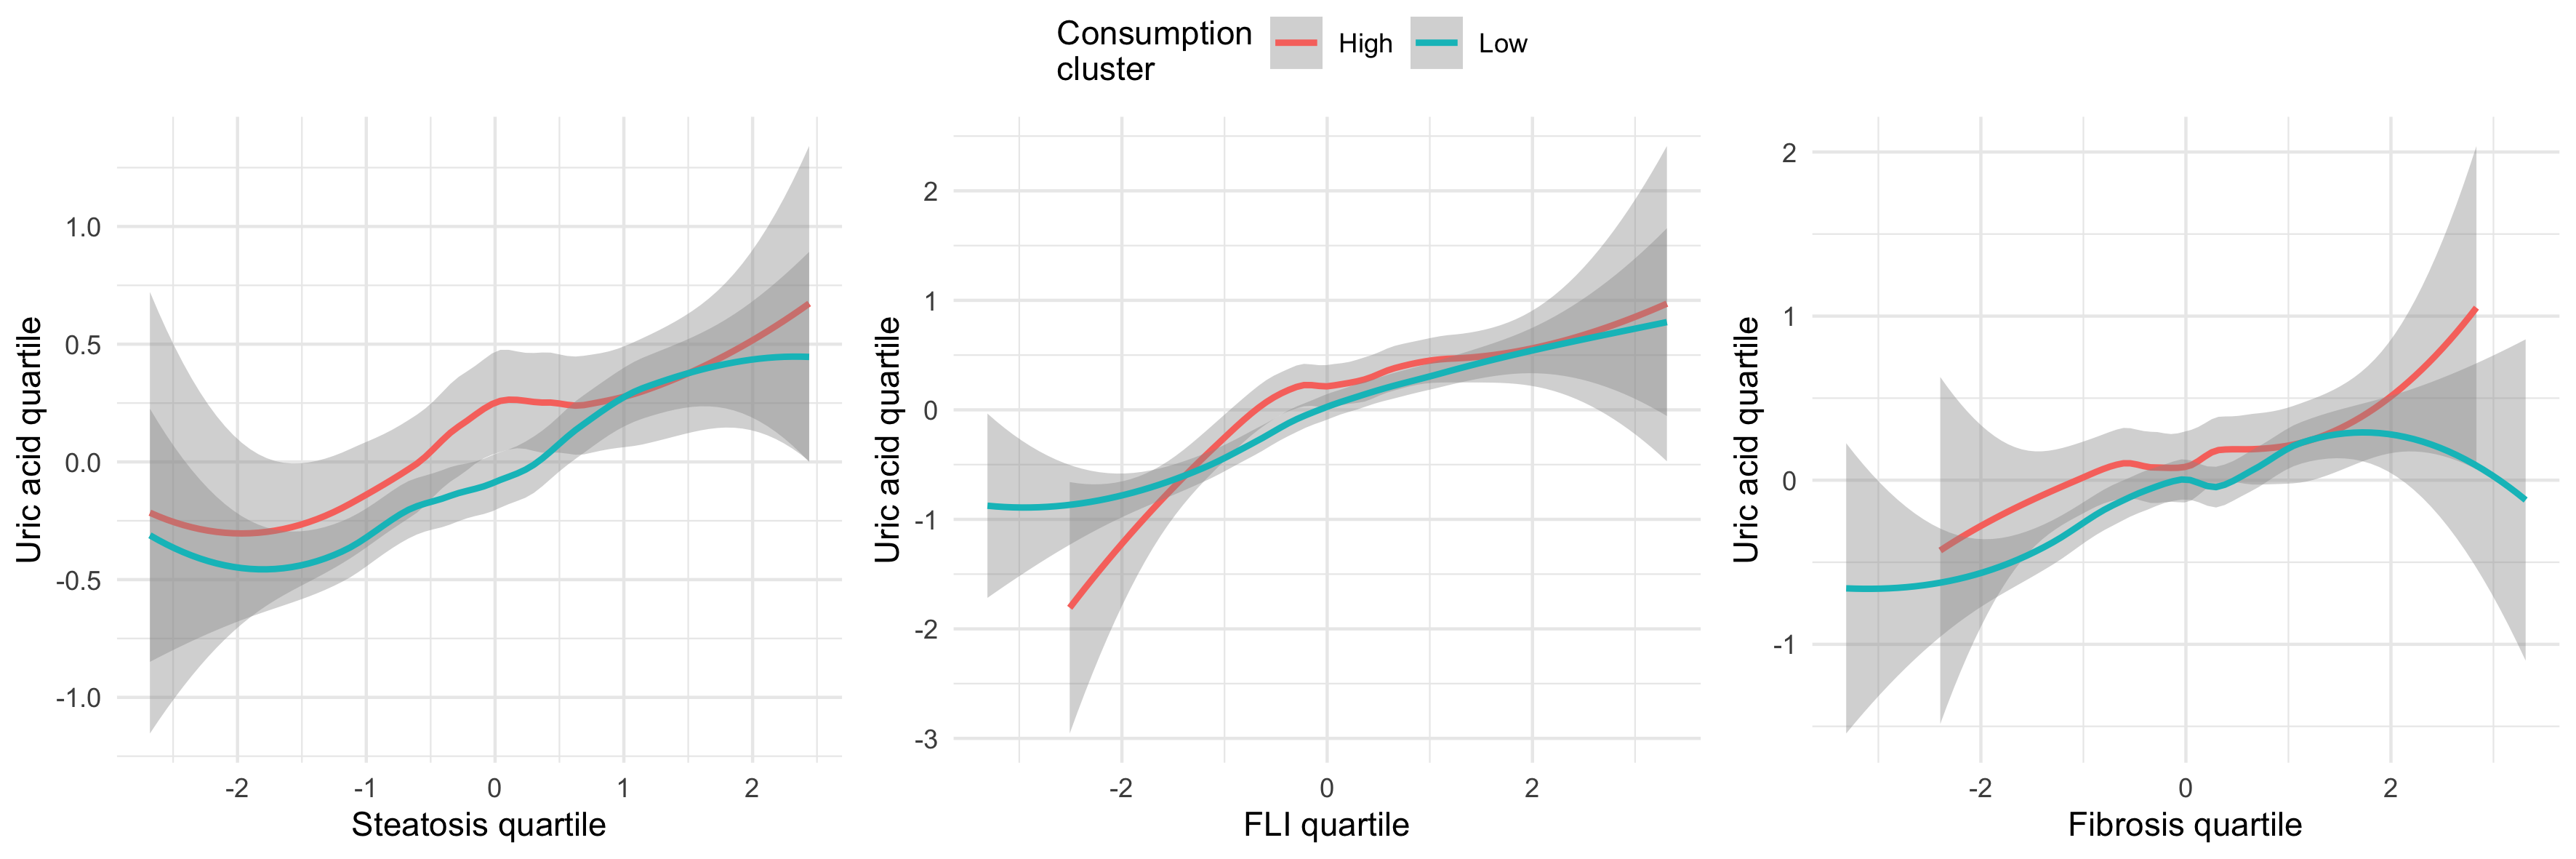 Consumption
cluster
High
Low
Uric acid quartile
1.0
0.5
0.0
-0.5
-1.0
-2
-1
0
1
2
Steatosis quartile
Uric acid quartile
2
1
0
-1
-2
-3
-2
0
2
FLI quartile
Uric acid quartile
2
1
0
-1
-2
0
2
Fibrosis quartile